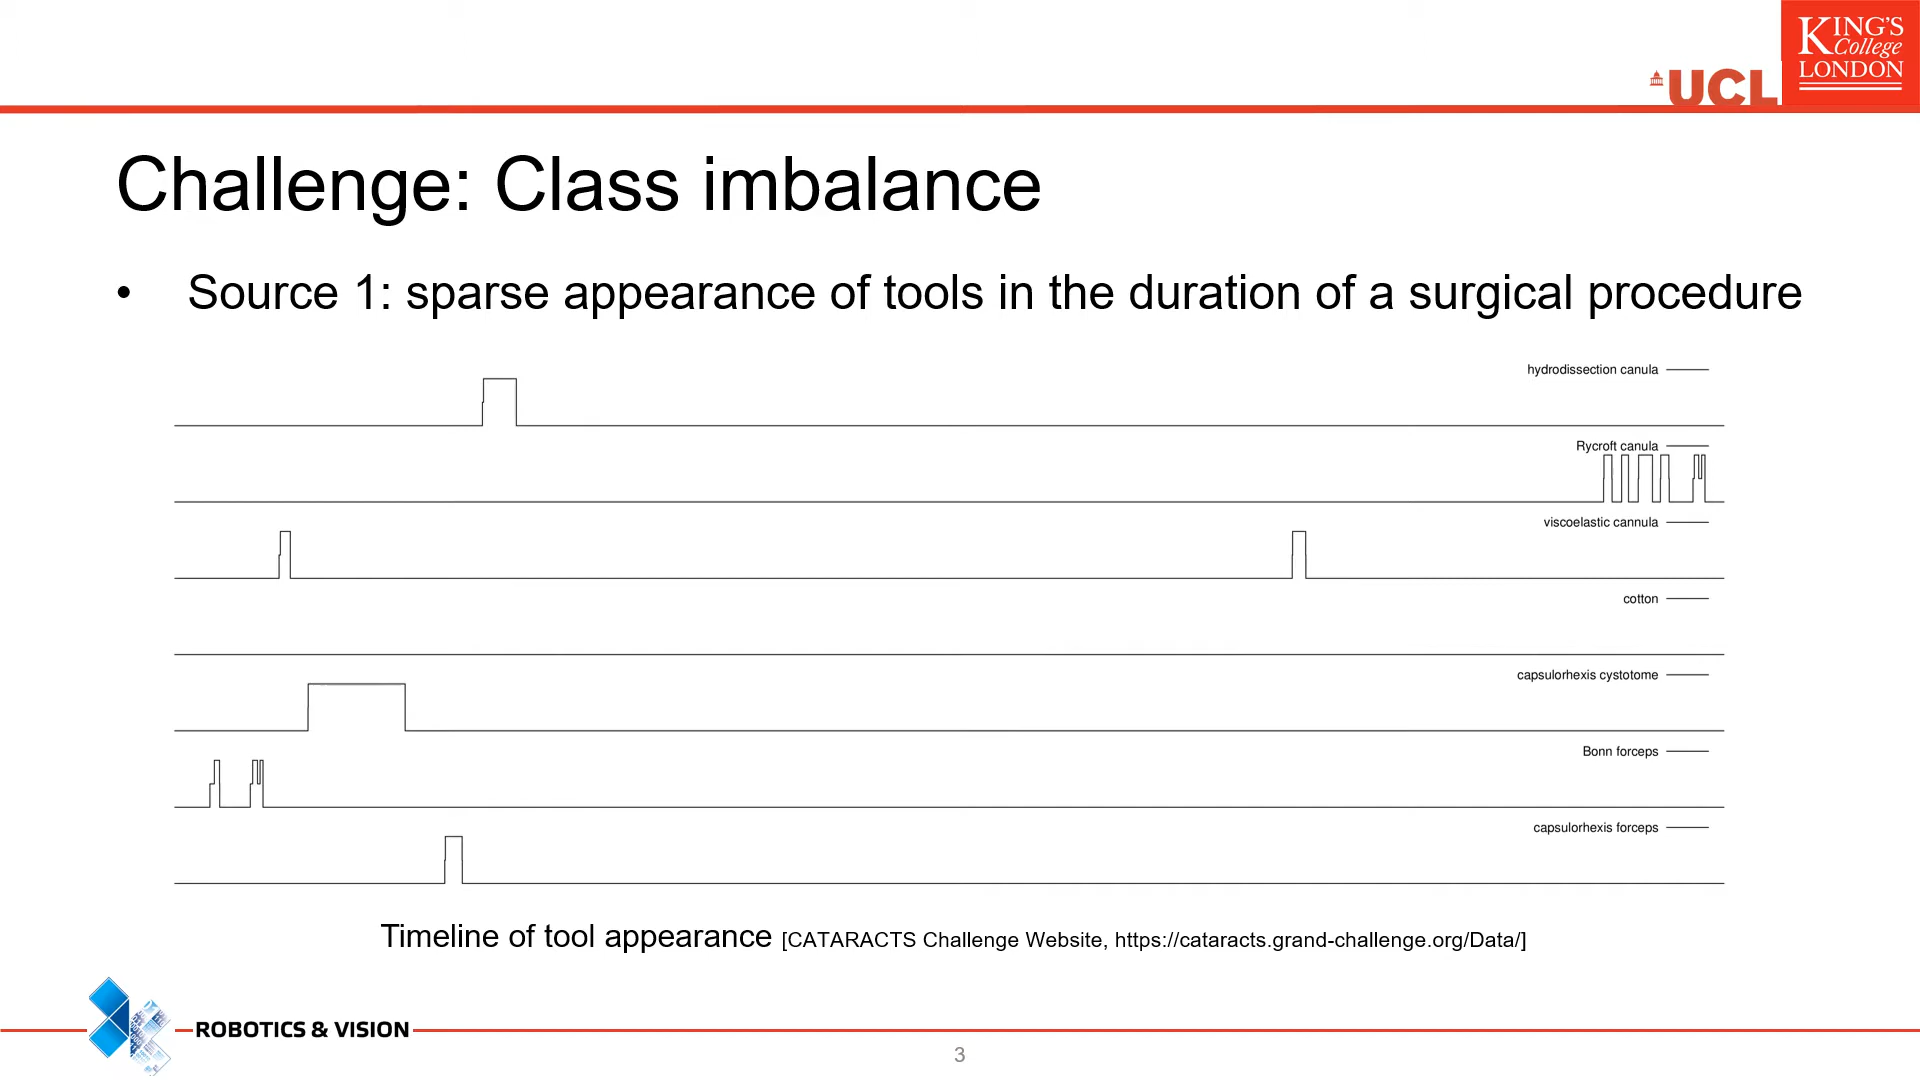 KING'S
College
LONDON
UCL
Challenge: Class imbalance
• Source 1: sparse appearance of tools in the duration of a surgical procedure
hydrodissection canula
Rycroft canula
viscoelastic cannula
cotton
capsulorhexis cystotome
Bonn forceps
capsulorhexis forceps
Timeline of tool appearance [CATARACTS Challenge Website, https://cataracts.grand-challenge.org/Data/]
ROBOTICS & VISION
3